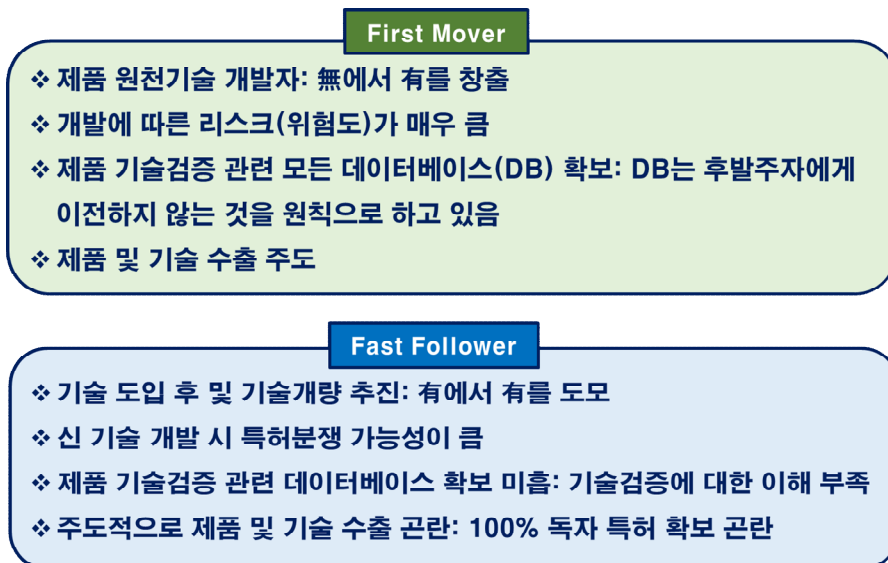 First Mover
❖ 제품 원천기술 개발자: 無에서 有를 창출
❖ 개발에 따른 리스크(위험도)가 매우 큼
❖ 제품 기술검증 관련 모든 데이터베이스(DB) 확보: DB는 후발주자에게
이전하지 않는 것을 원칙으로 하고 있음
❖ 제품 및 기술 수출 주도
Fast Follower
❖ 기술 도입 후 및 기술개량 추진: 有에서 有를 도모
❖ 신 기술 개발 시 특허분쟁 가능성이 큼
❖ 제품 기술검증 관련 데이터베이스 확보 미흡: 기술검증에 대한 이해 부족
❖ 주도적으로 제품 및 기술 수출 곤란: 100% 독자 특허 확보 곤란